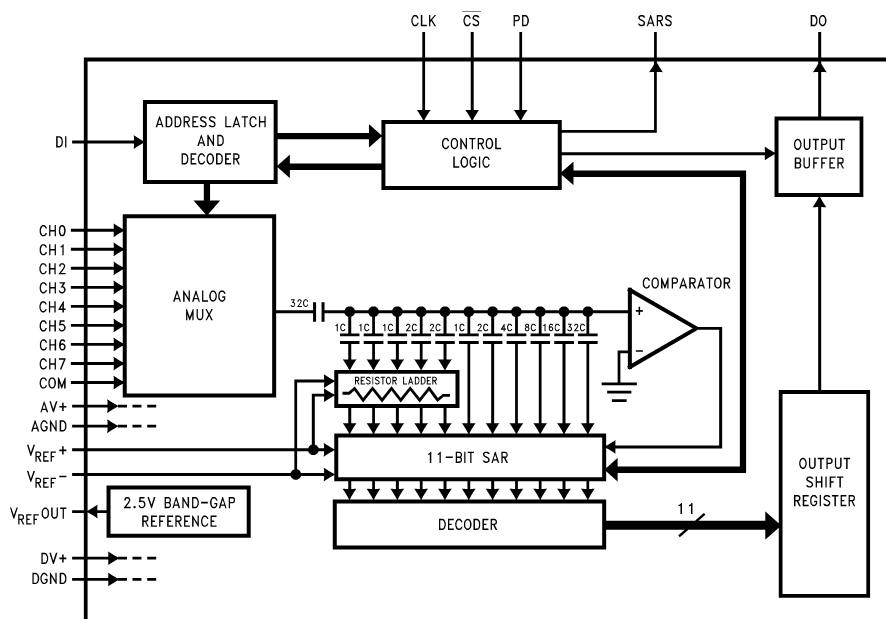 CLK CS PD SARS DO
DI
ADDRESS LATCH
AND
DECODER
CONTROL
LOGIC
OUTPUT
BUFFER
CH0
CH1
CH2
CH3
CH4
CH5
CH6
CH7
COM
AV+
AGND
VREF+
VREF-
VREFOUT
DV+
DGND
ANALOG
MUX
32C
1C 1C 1C 2C 2C 1C 2C 4C 8C 16C 32C
COMPARATOR
+
-
RESISTOR LADDER
11-BIT SAR
2.5V BAND-GAP
REFERENCE
DECODER
11
OUTPUT
SHIFT
REGISTER